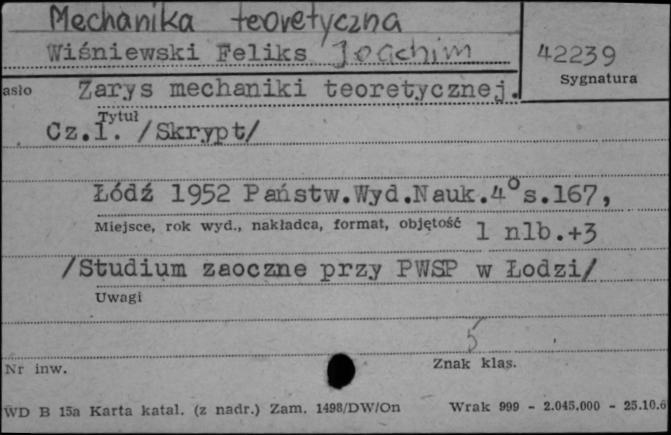 Mechanika teoretyczna
Wiśniewski Feliks Joachim
42239
Sygnatura
asło Zarys mechaniki teoretycznej.
Tytuł
Cz.I. /Skrypt/
Łódź 1952 Państw.Wyd.Nauk.4°s.167,
Miejsce, rok wyd., nakładca, format, objętość 1 nlb.+3
/Studium zaoczne przy PWSP w Łodzi/
Uwagi
5
Nr inw. Znak klas.
WD B 15a Karta katal. (z nadr.) Zam. 1498/DW/On Wrak 999 - 2.045.000 - 25.10.6